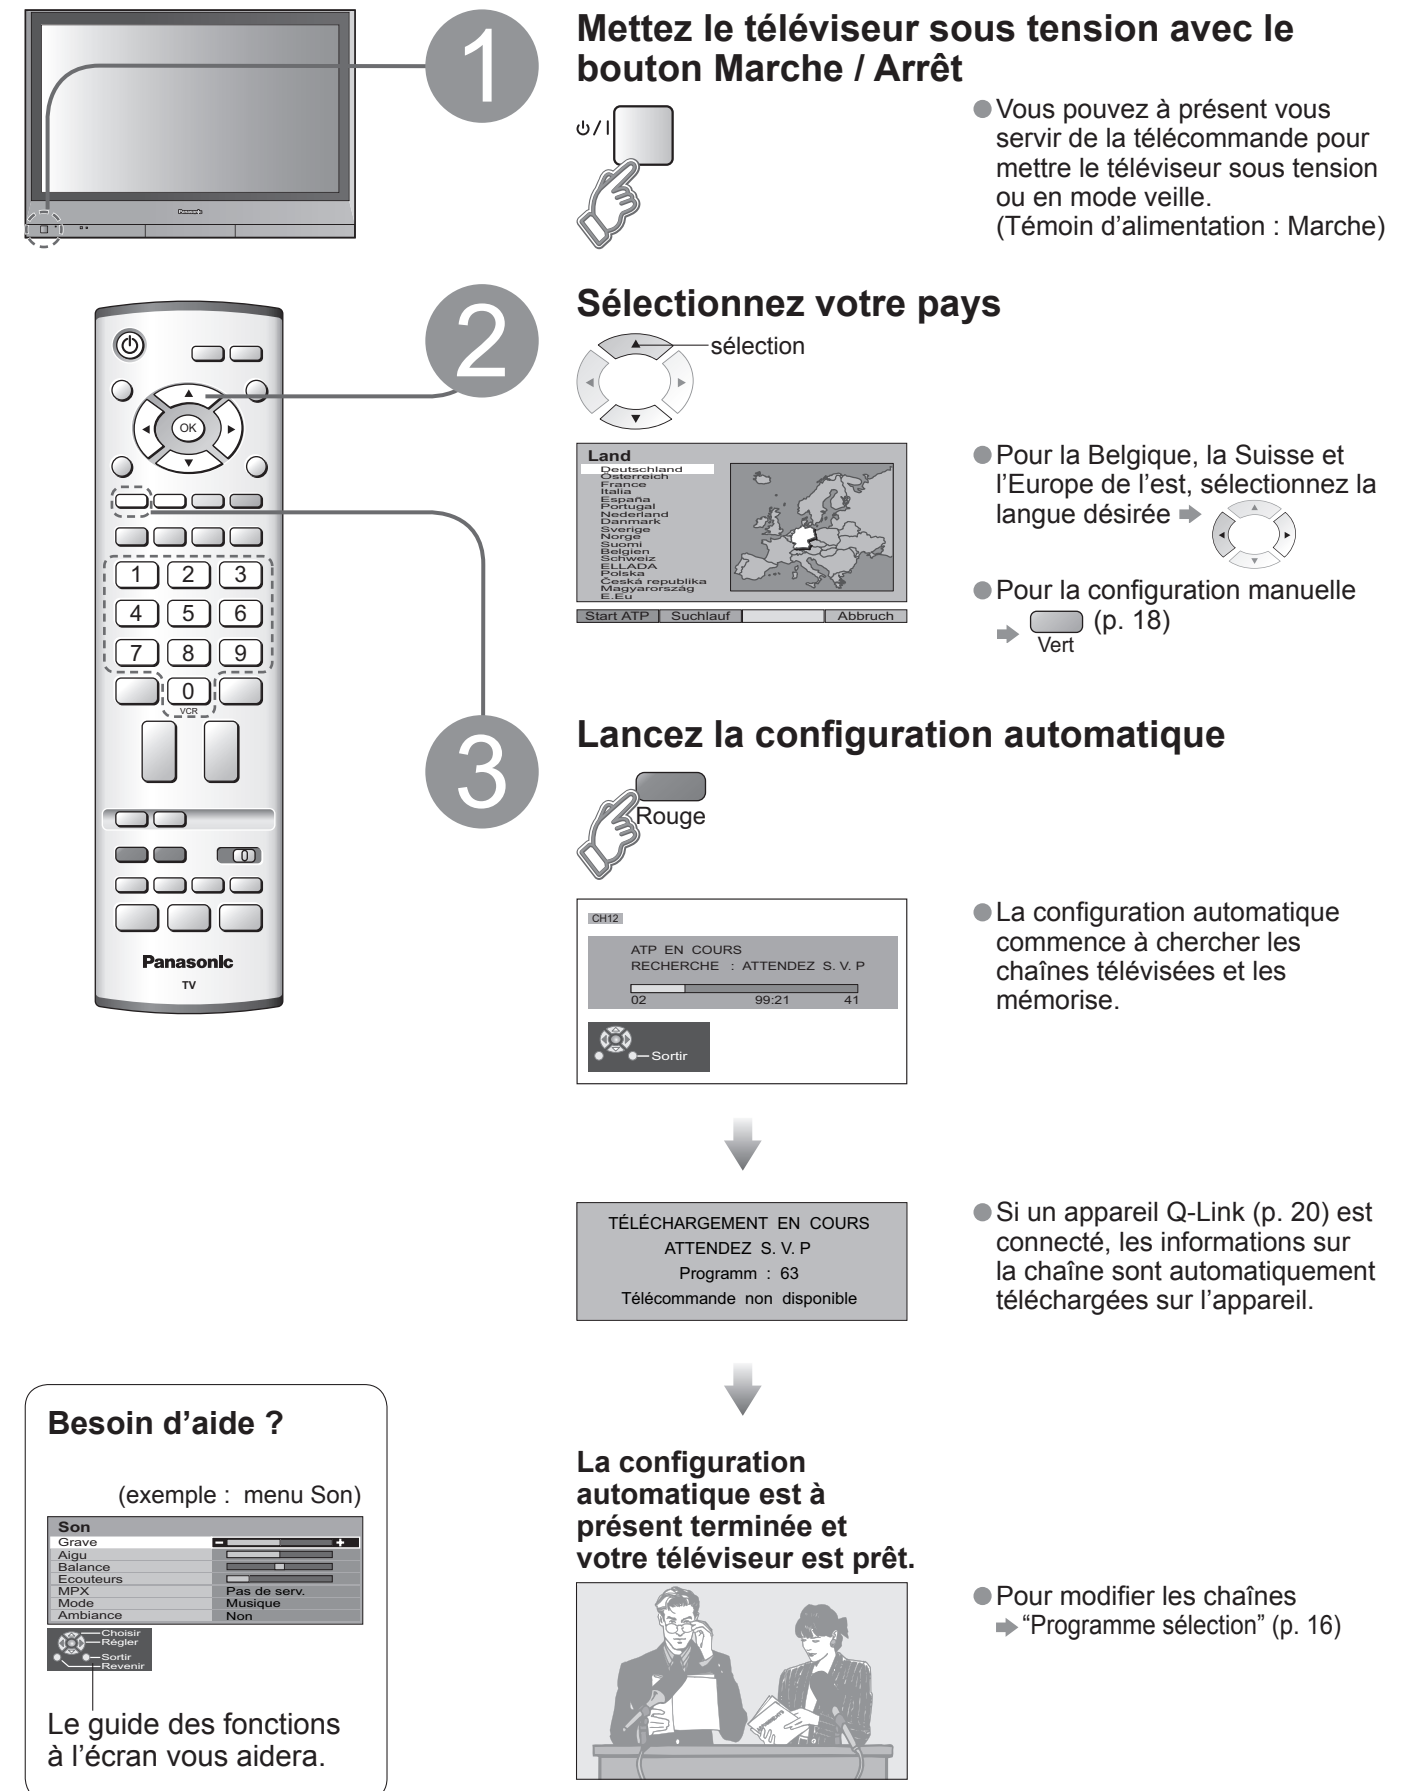 1
Mettez le téléviseur sous tension avec le
bouton Marche / Arrêt
Panasonic
⏻/I
●Vous pouvez à présent vous
servir de la télécommande pour
mettre le téléviseur sous tension
ou en mode veille.
(Témoin d’alimentation : Marche)
2
Sélectionnez votre pays
sélection
OK
1 2 3
4 5 6
7 8 9
0
VCR
Panasonic
TV
Land
Deutschland
Österreich
France
Italia
España
Portugal
Nederland
Danmark
Sverige
Norge
Suomi
Belgien
Schweiz
ELLADA
Polska
Česká republika
Magyarország
E.Eu
Start ATP Suchlauf Abbruch
●Pour la Belgique, la Suisse et
l’Europe de l’est, sélectionnez la
langue désirée ➡
●Pour la configuration manuelle
➡ (p. 18)
Vert
3
Lancez la configuration automatique
Rouge
CH12
ATP EN COURS
RECHERCHE : ATTENDEZ S. V. P
02 99:21 41
Sortir
●La configuration automatique
commence à chercher les
chaînes télévisées et les
mémorise.
TÉLÉCHARGEMENT EN COURS
ATTENDEZ S. V. P
Programm : 63
Télécommande non disponible
●Si un appareil Q-Link (p. 20) est
connecté, les informations sur
la chaîne sont automatiquement
téléchargées sur l’appareil.
La configuration
automatique est à
présent terminée et
votre téléviseur est prêt.
●Pour modifier les chaînes
➡ “Programme sélection” (p. 16)
Besoin d’aide ?
(exemple : menu Son)
Son
Grave − +
Aigu
Balance
Ecouteurs
MPX Pas de serv.
Mode Musique
Ambiance Non
Choisir
Régler
Sortir
Revenir
Le guide des fonctions
à l’écran vous aidera.